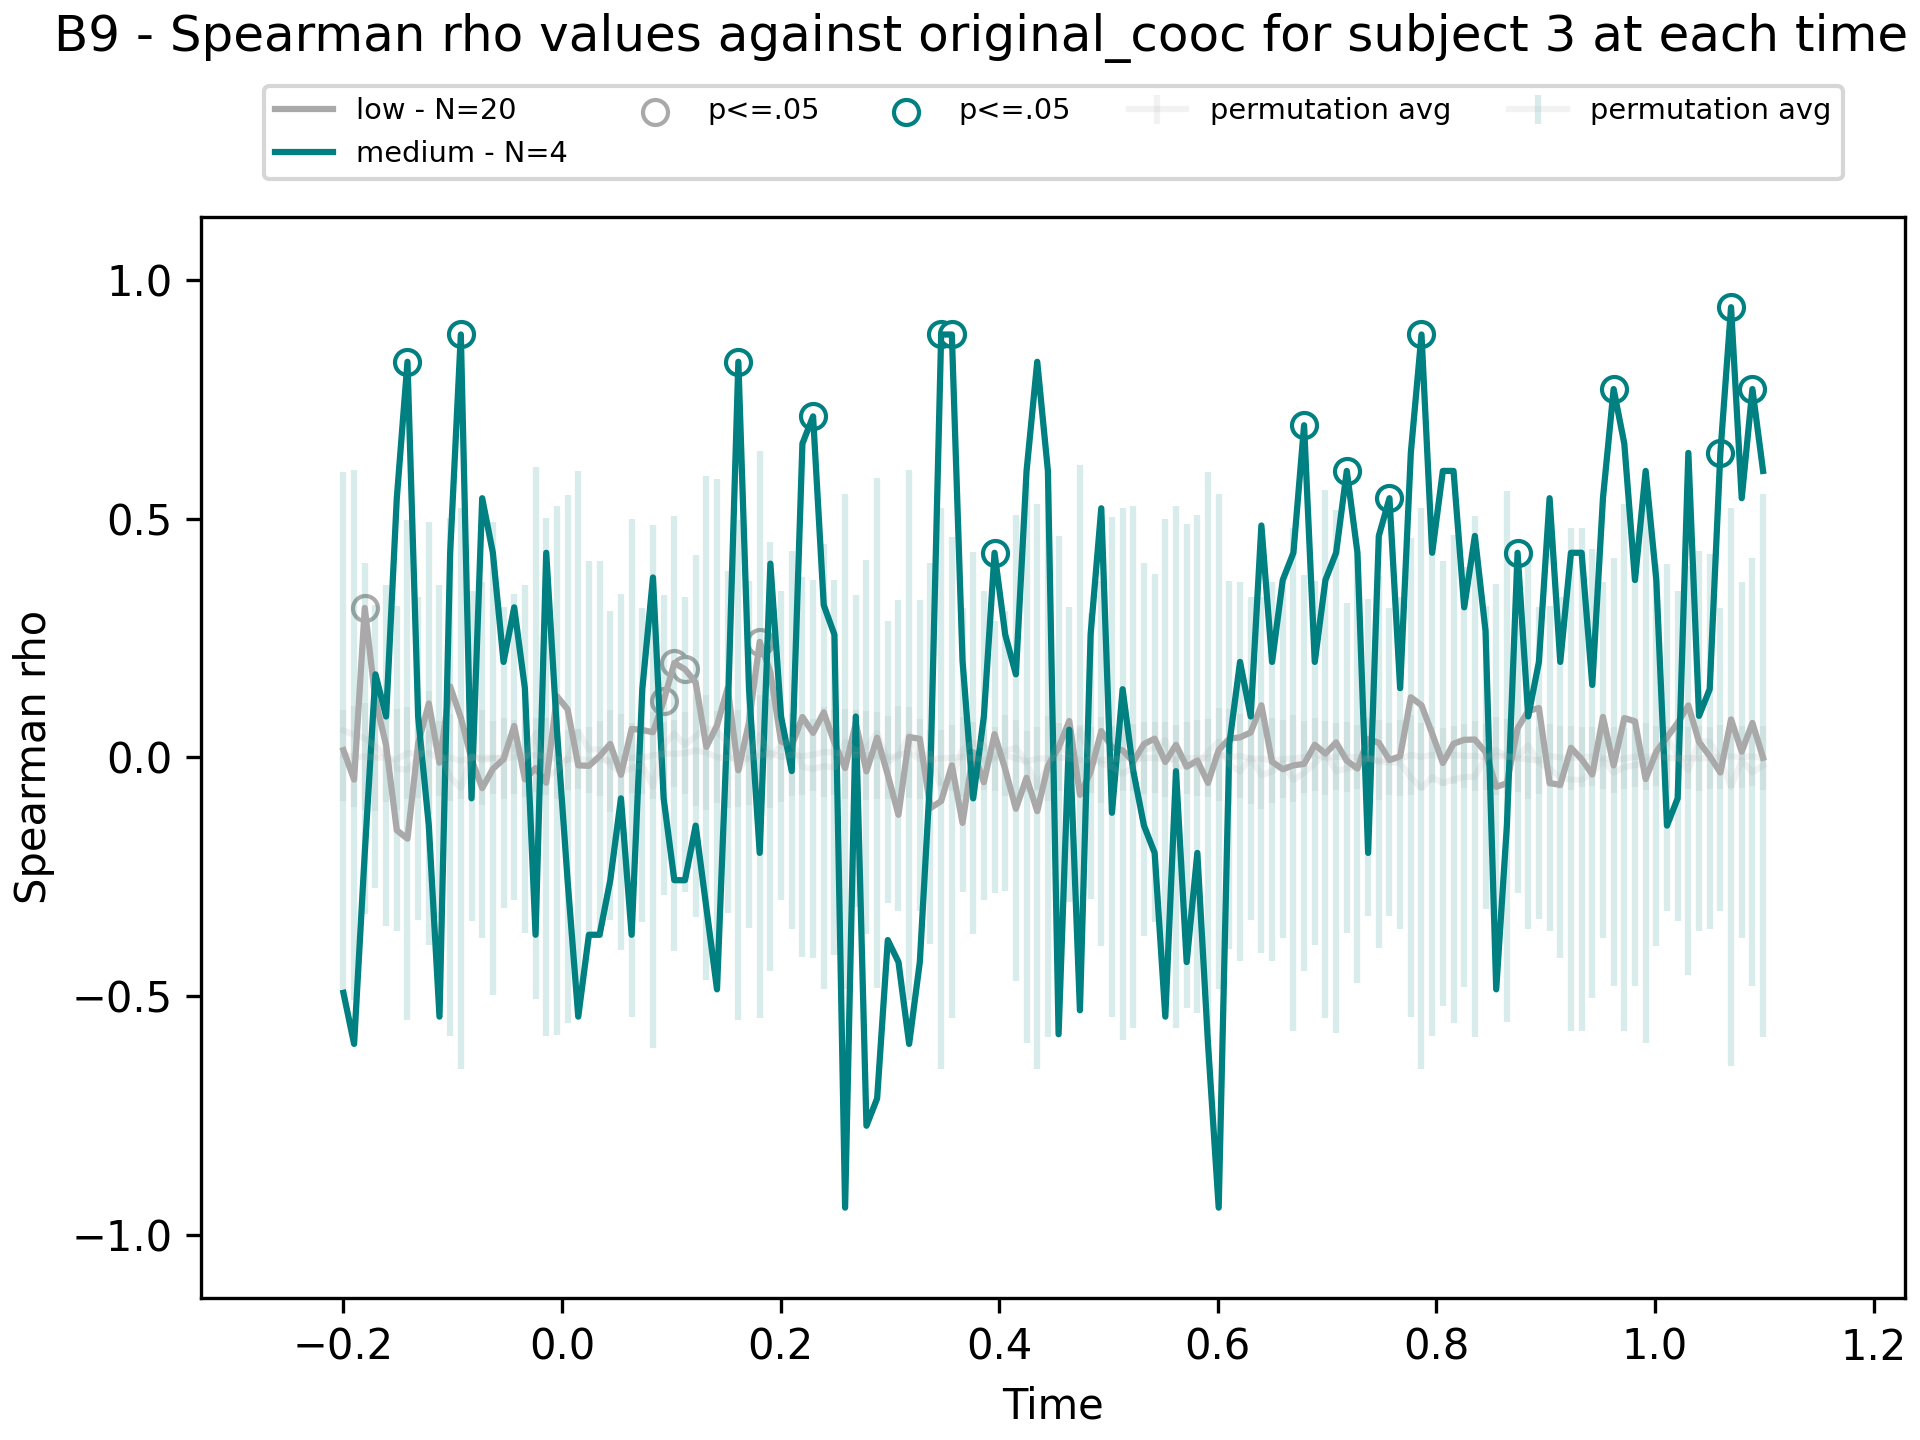 B9 - Spearman rho values against original_cooc for subject 3 at each time
low - N=20
p<=.05
p<=.05
permutation avg
permutation avg
medium - N=4
1.0
0.5
0.0
−0.5
−1.0
Spearman rho
−0.2
0.0
0.2
0.4
0.6
0.8
1.0
1.2
Time